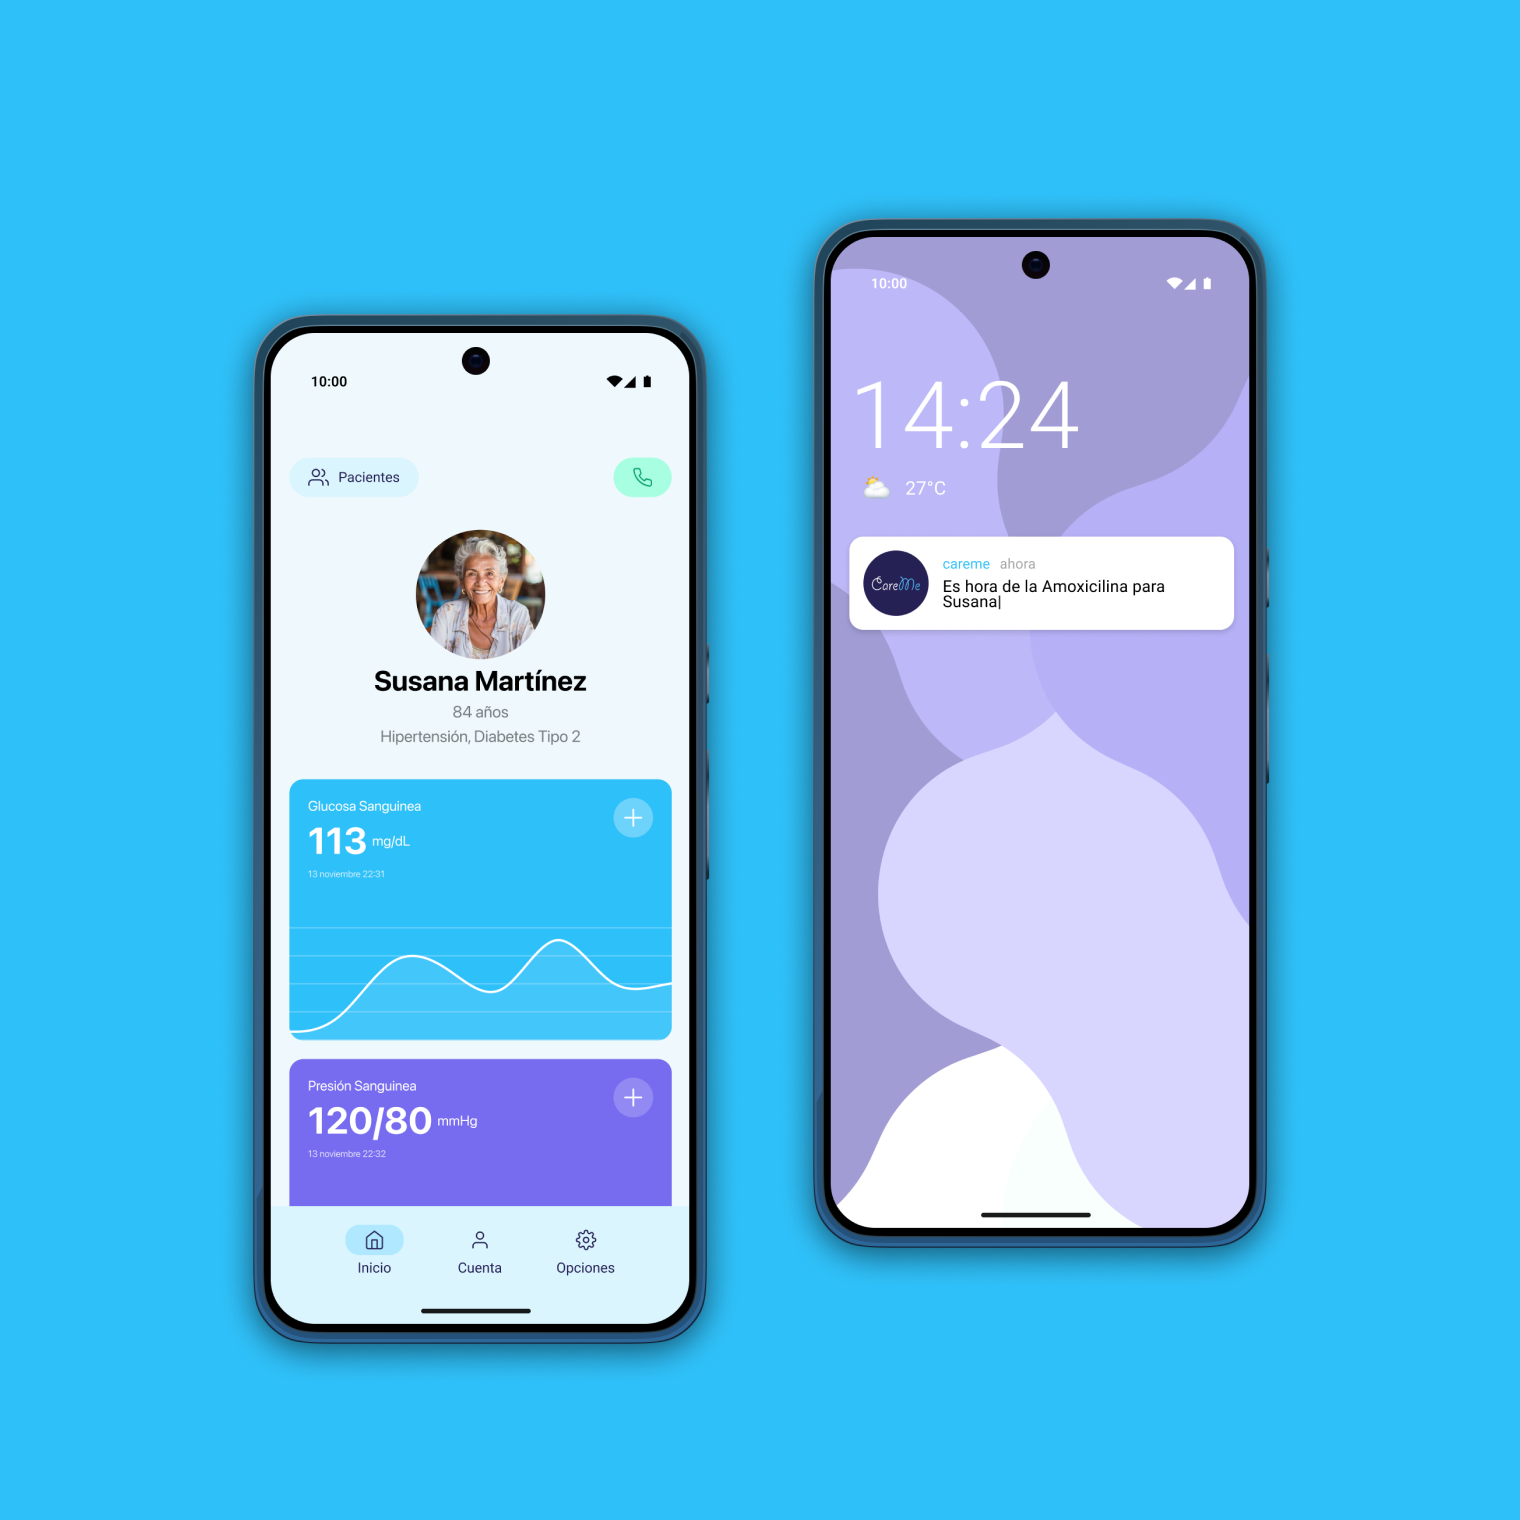 10:00
Pacientes
Susana Martínez
84 años
Hipertensión, Diabetes Tipo 2
Glucosa Sanguinea
113 mg/dL
13 noviembre 22:31
Presión Sanguinea
120/80 mmHg
13 noviembre 22:32
Inicio Cuenta Opciones
10:00
14:24
27°C
CareMe
careme ahora
Es hora de la Amoxicilina para
Susana|